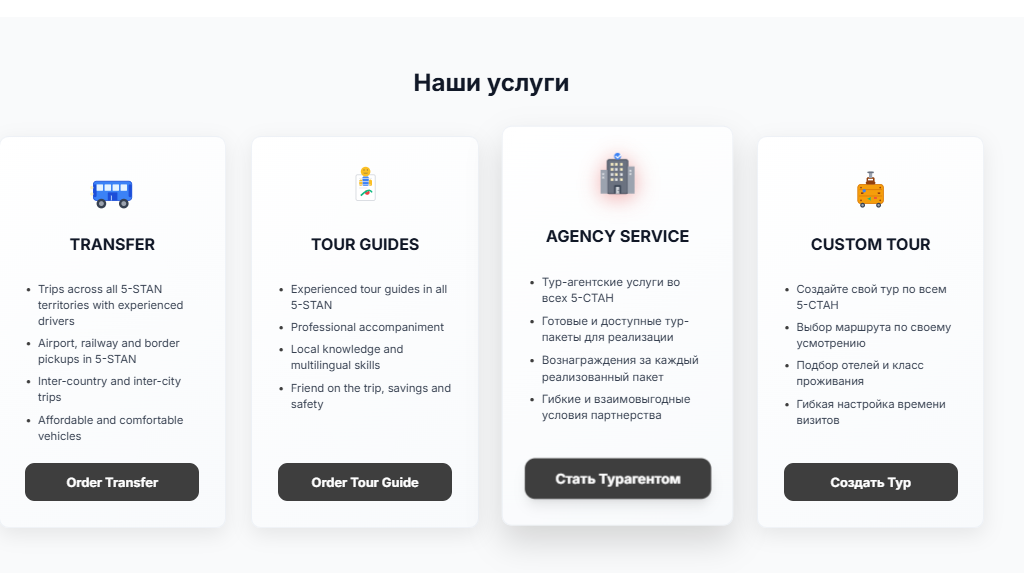 Наши услуги
TRANSFER
• Trips across all 5-STAN
territories with experienced
drivers
• Airport, railway and border
pickups in 5-STAN
• Inter-country and inter-city
trips
• Affordable and comfortable
vehicles
Order Transfer
TOUR GUIDES
• Experienced tour guides in all
5-STAN
• Professional accompaniment
• Local knowledge and
multilingual skills
• Friend on the trip, savings and
safety
Order Tour Guide
AGENCY SERVICE
• Тур-агентские услуги во
всех 5-СТАН
• Готовые и доступные тур-
пакеты для реализации
• Вознаграждения за каждый
реализованный пакет
• Гибкие и взаимовыгодные
условия партнерства
Стать Турагентом
CUSTOM TOUR
• Создайте свой тур по всем
5-СТАН
• Выбор маршрута по своему
усмотрению
• Подбор отелей и класс
проживания
• Гибкая настройка времени
визитов
Создать Тур